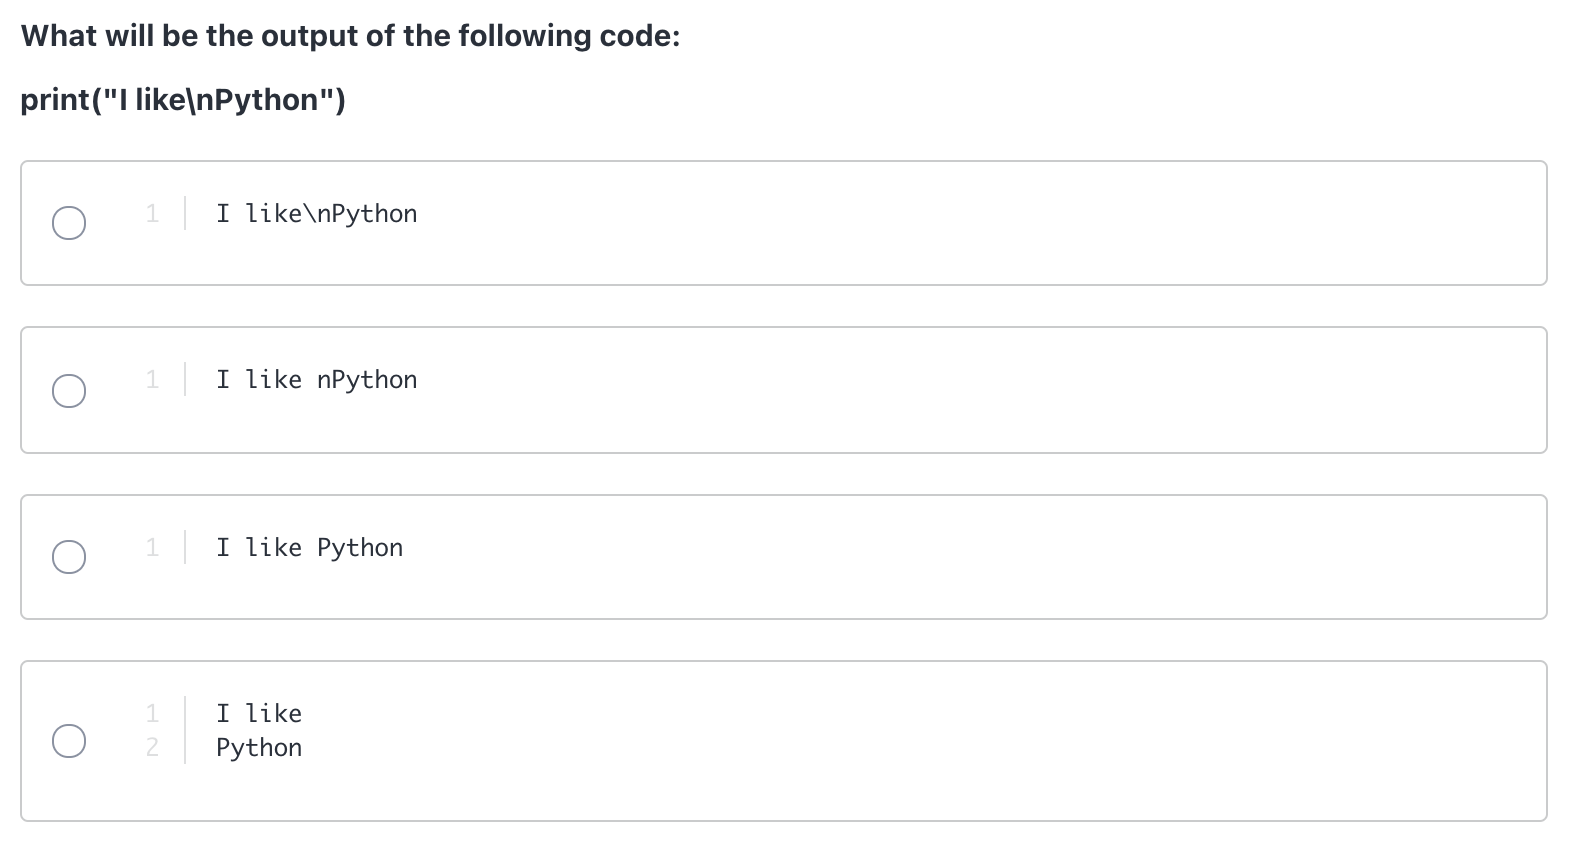 What will be the output of the following code:
print("I like\nPython")
1 I like\nPython
1 I like nPython
1 I like Python
1 I like
2 Python